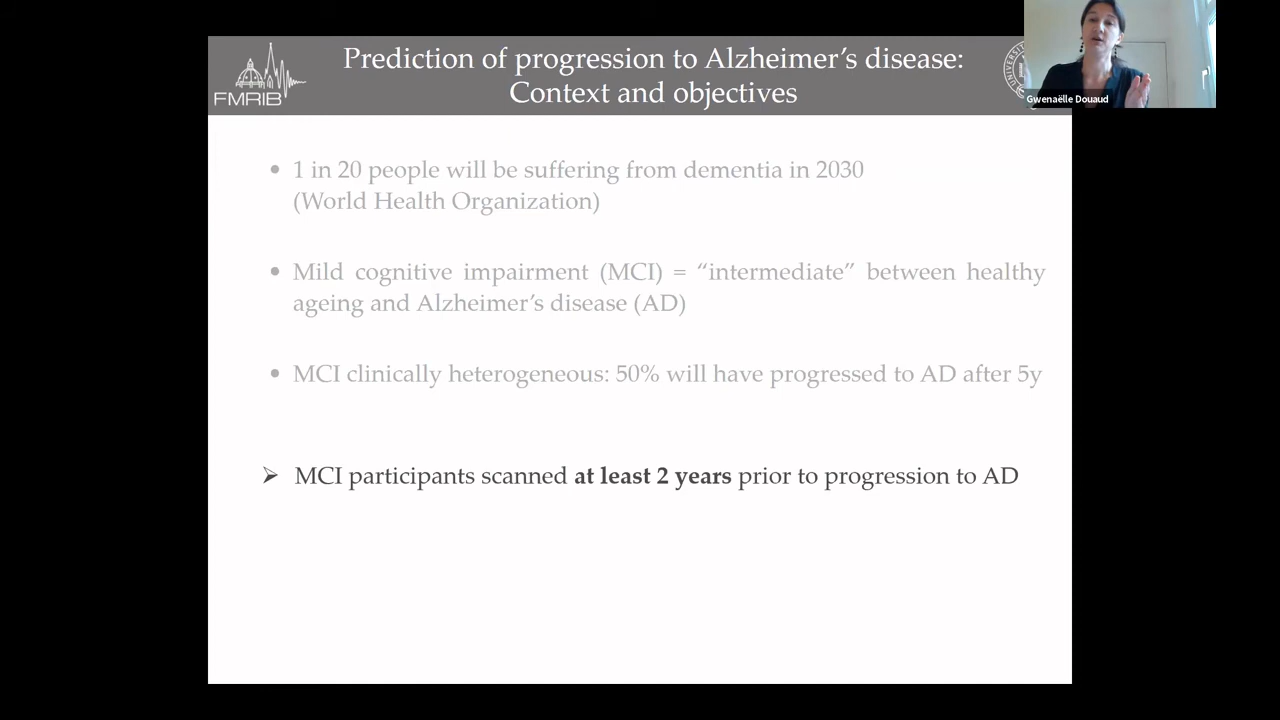 Prediction of progression to Alzheimer’s disease:
Context and objectives
FMRIB
Gwenaëlle Douaud
• 1 in 20 people will be suffering from dementia in 2030
(World Health Organization)
• Mild cognitive impairment (MCI) = “intermediate” between healthy
ageing and Alzheimer’s disease (AD)
• MCI clinically heterogeneous: 50% will have progressed to AD after 5y
➢ MCI participants scanned at least 2 years prior to progression to AD